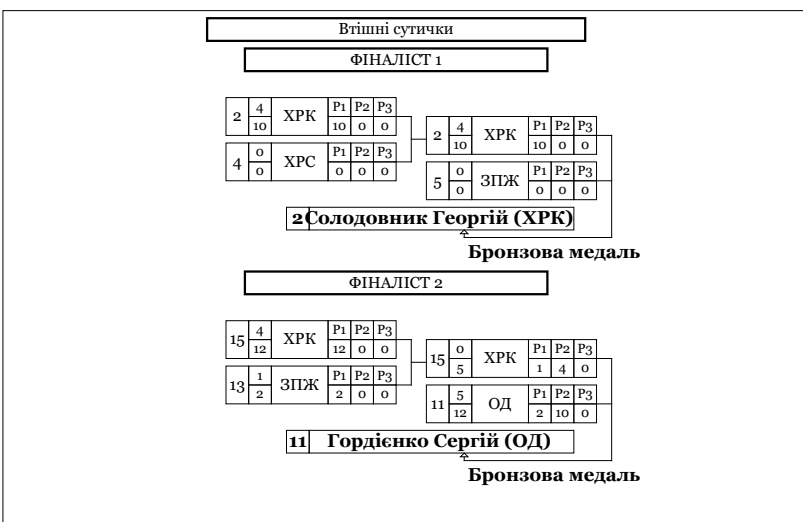 Втішні сутички
ФІНАЛІСТ 1
2 4 10 ХРК Р1 Р2 Р3 10 0 0
4 0 0 ХРС Р1 Р2 Р3 0 0 0
2 4 10 ХРК Р1 Р2 Р3 10 0 0
5 0 0 ЗПЖ Р1 Р2 Р3 0 0 0
2 Солодовник Георгій (ХРК)
Бронзова медаль
ФІНАЛІСТ 2
15 4 12 ХРК Р1 Р2 Р3 12 0 0
13 1 2 ЗПЖ Р1 Р2 Р3 2 0 0
15 0 5 ХРК Р1 Р2 Р3 1 4 0
11 5 12 ОД Р1 Р2 Р3 2 10 0
11 Гордієнко Сергій (ОД)
Бронзова медаль